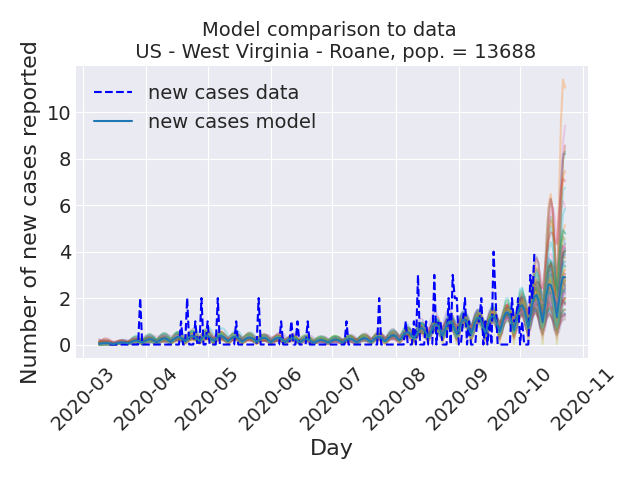 Model comparison to data
US - West Virginia - Roane, pop. = 13688
Number of new cases reported
10
8
6
4
2
0
new cases data
new cases model
2020-03
2020-04
2020-05
2020-06
2020-07
2020-08
2020-09
2020-10
2020-11
Day